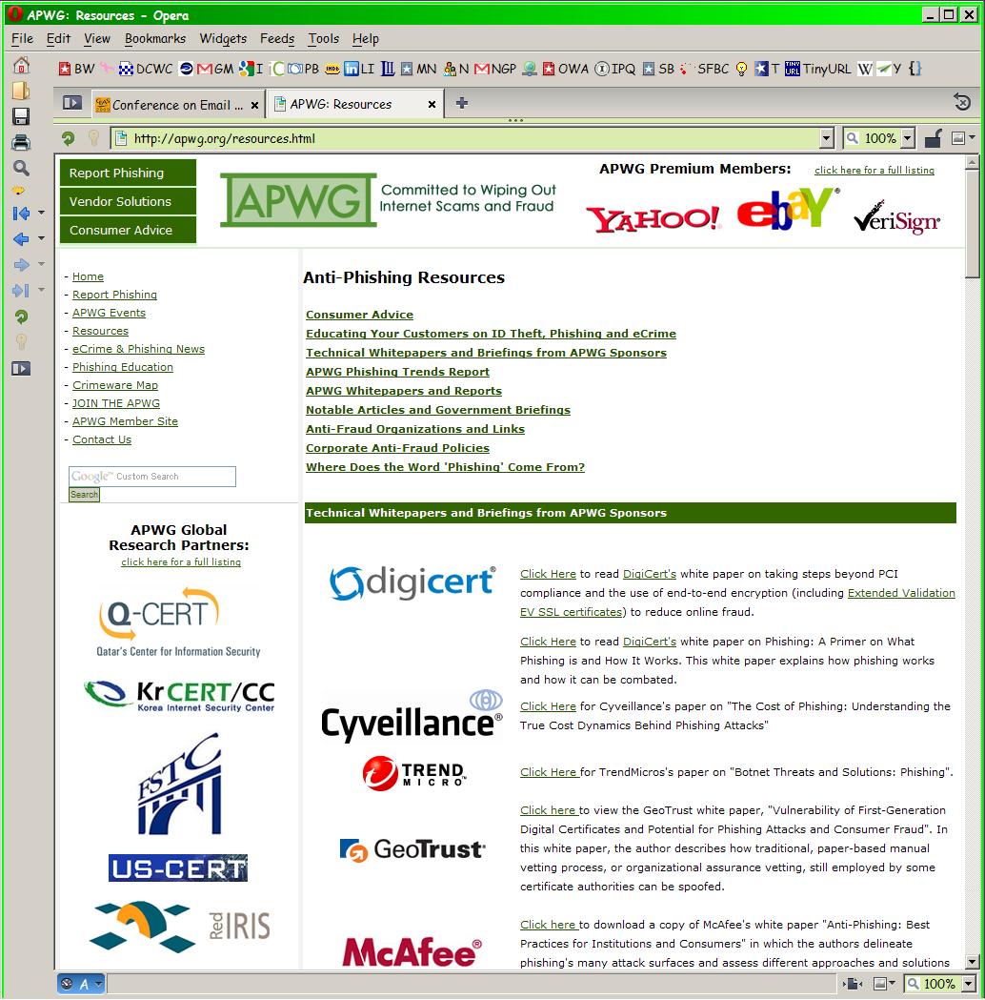 APWG: Resources - Opera
File Edit View Bookmarks Widgets Feeds Tools Help
BW DCWC GM I PB IMDB LI MN N NGP OWA IPQ SB SFBC T TINY URL TinyURL W Y {}
Conference on Email ... APWG: Resources
http://apwg.org/resources.html 100%
Report Phishing
Vendor Solutions
Consumer Advice
APWG
Committed to Wiping Out
Internet Scams and Fraud
APWG Premium Members: click here for a full listing
YAHOO! ebaY® VeriSign®
- Home
- Report Phishing
- APWG Events
- Resources
- eCrime & Phishing News
- Phishing Education
- Crimeware Map
- JOIN THE APWG
- APWG Member Site
- Contact Us
Google™ Custom Search
Search
APWG Global
Research Partners:
click here for a full listing
Q-CERT
Qatar's Center for Information Security
KrCERT/CC
Korea Internet Security Center
FSTC
US-CERT
RedIRIS
Anti-Phishing Resources
Consumer Advice
Educating Your Customers on ID Theft, Phishing and eCrime
Technical Whitepapers and Briefings from APWG Sponsors
APWG Phishing Trends Report
APWG Whitepapers and Reports
Notable Articles and Government Briefings
Anti-Fraud Organizations and Links
Corporate Anti-Fraud Policies
Where Does the Word 'Phishing' Come From?
Technical Whitepapers and Briefings from APWG Sponsors
digicert®
Click Here to read DigiCert's white paper on taking steps beyond PCI
compliance and the use of end-to-end encryption (including Extended Validation
EV SSL certificates) to reduce online fraud.
Click Here to read DigiCert's white paper on Phishing: A Primer on What
Phishing is and How It Works. This white paper explains how phishing works
and how it can be combated.
Cyveillance®
Click Here for Cyveillance's paper on "The Cost of Phishing: Understanding the
True Cost Dynamics Behind Phishing Attacks"
TREND
MICRO™
Click Here for TrendMicros's paper on "Botnet Threats and Solutions: Phishing".
GeoTrust®
Click here to view the GeoTrust white paper, "Vulnerability of First-Generation
Digital Certificates and Potential for Phishing Attacks and Consumer Fraud". In
this white paper, the author describes how traditional, paper-based manual
vetting process, or organizational assurance vetting, still employed by some
certificate authorities can be spoofed.
McAfee®
Click here to download a copy of McAfee's white paper "Anti-Phishing: Best
Practices for Institutions and Consumers" in which the authors delineate
phishing's many attack surfaces and assess different approaches and solutions
A 100%